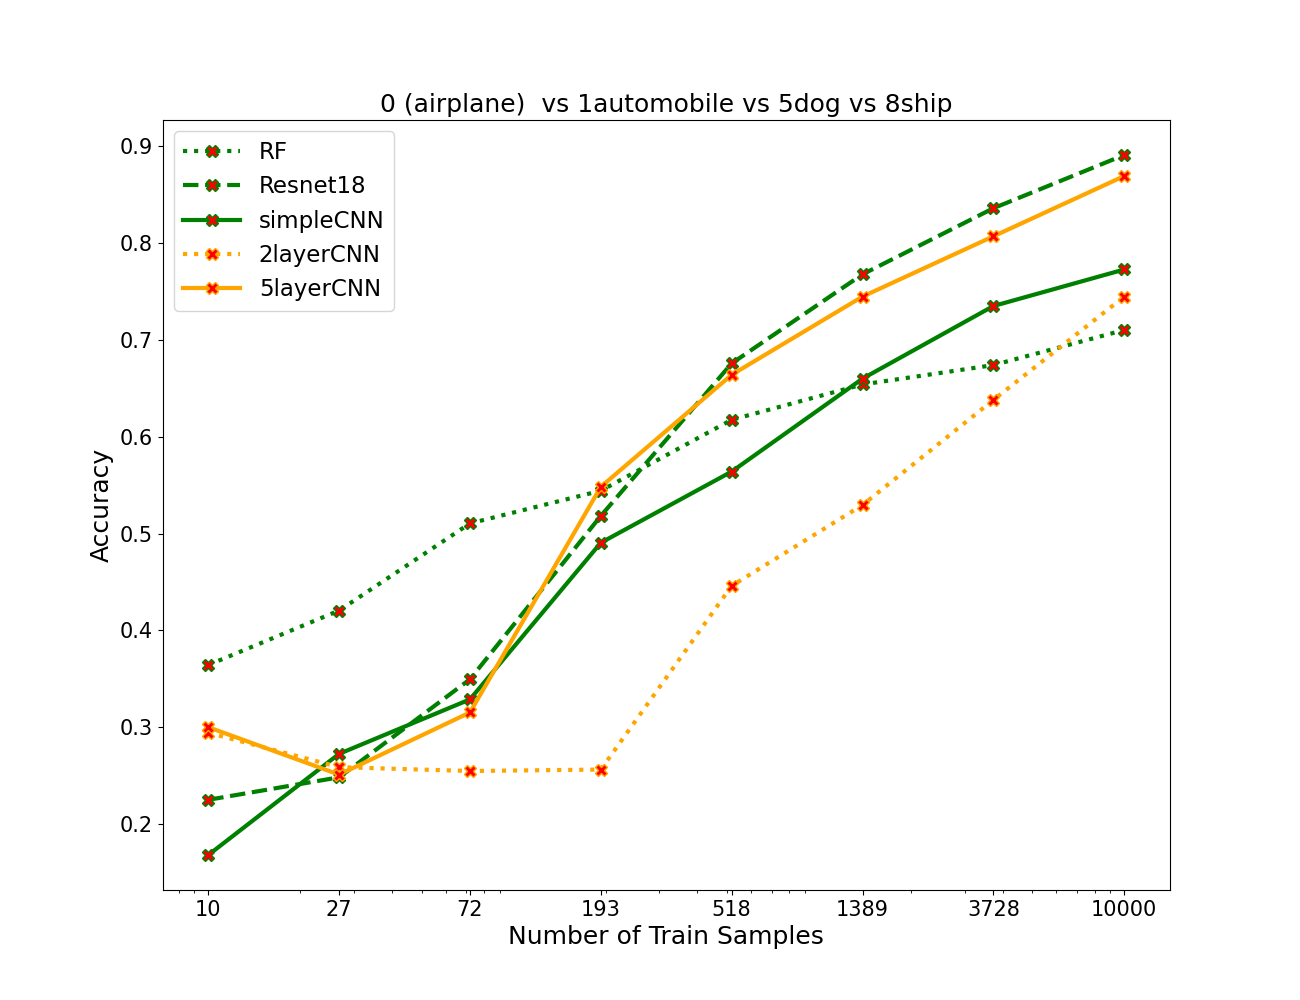 0 (airplane)  vs 1automobile vs 5dog vs 8ship
RF
Resnet18
simpleCNN
2layerCNN
5layerCNN
Accuracy
0.9
0.8
0.7
0.6
0.5
0.4
0.3
0.2
10 27 72 193 518 1389 3728 10000
Number of Train Samples